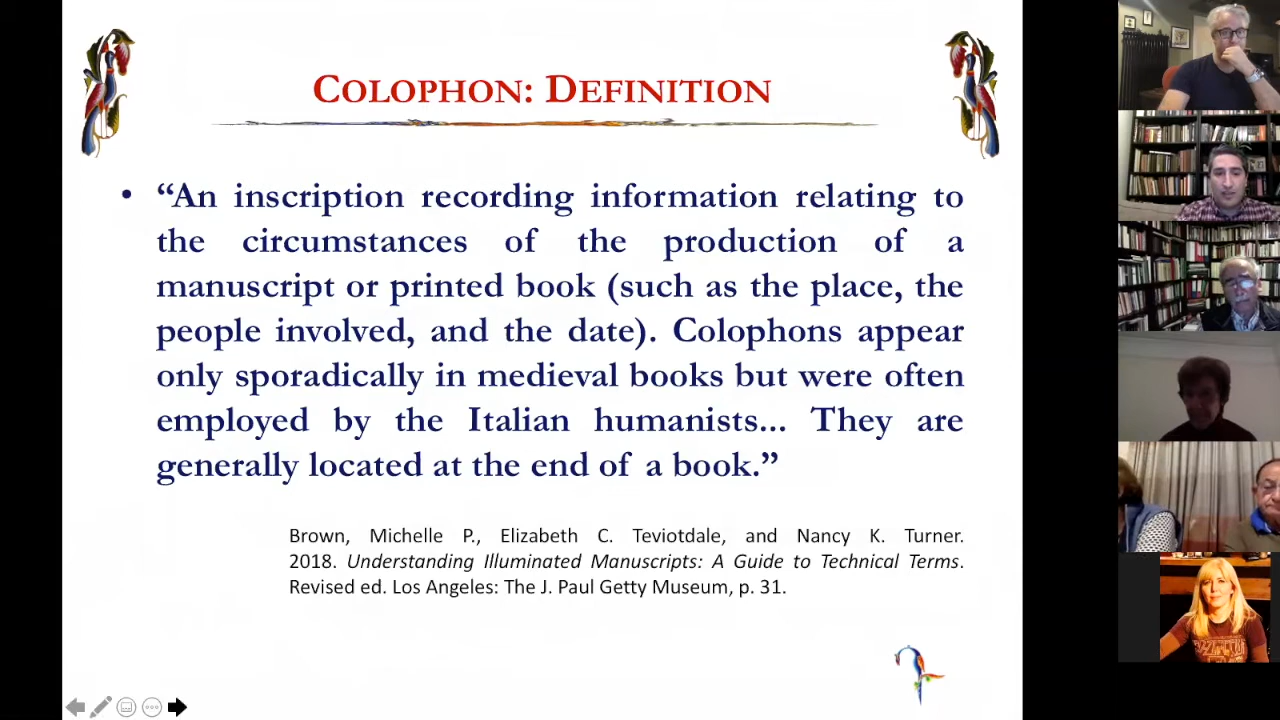 COLOPHON: DEFINITION
• “An inscription recording information relating to
the circumstances of the production of a
manuscript or printed book (such as the place, the
people involved, and the date). Colophons appear
only sporadically in medieval books but were often
employed by the Italian humanists... They are
generally located at the end of a book.”
Brown, Michelle P., Elizabeth C. Teviotdale, and Nancy K. Turner.
2018. Understanding Illuminated Manuscripts: A Guide to Technical Terms.
Revised ed. Los Angeles: The J. Paul Getty Museum, p. 31.